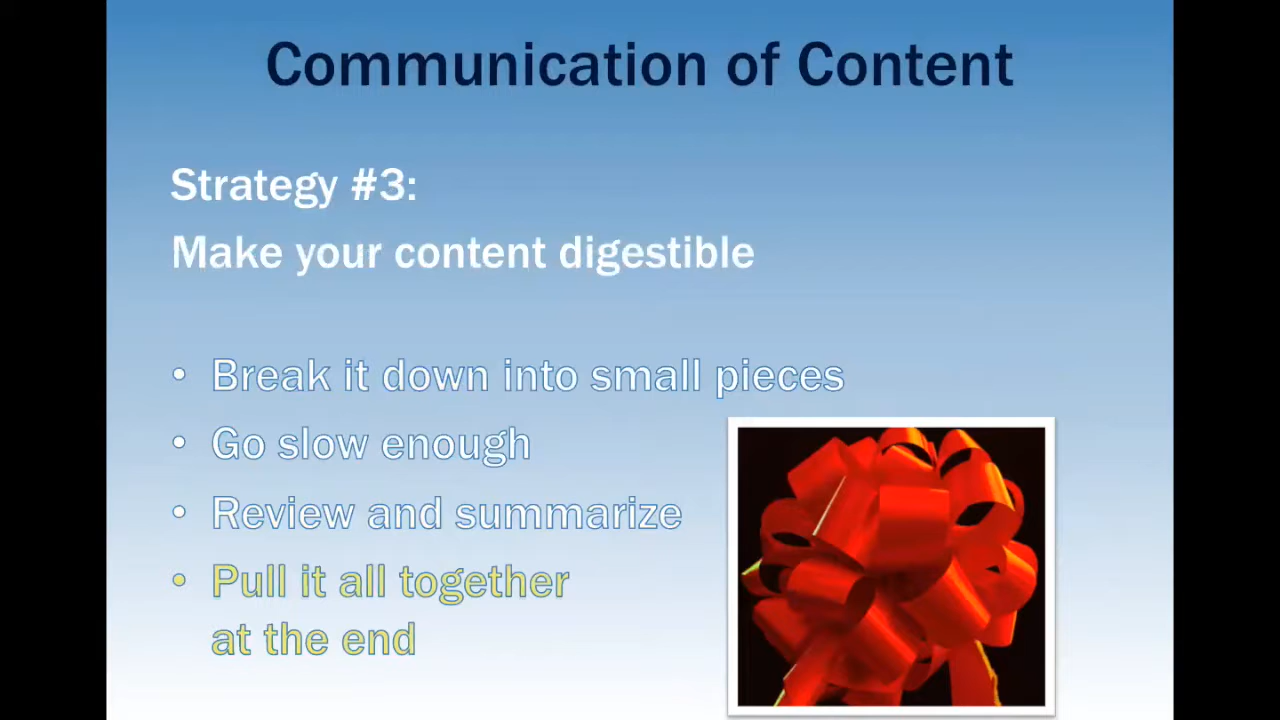 Communication of Content
Strategy #3:
Make your content digestible
• Break it down into small pieces
• Go slow enough
• Review and summarize
• Pull it all together
at the end